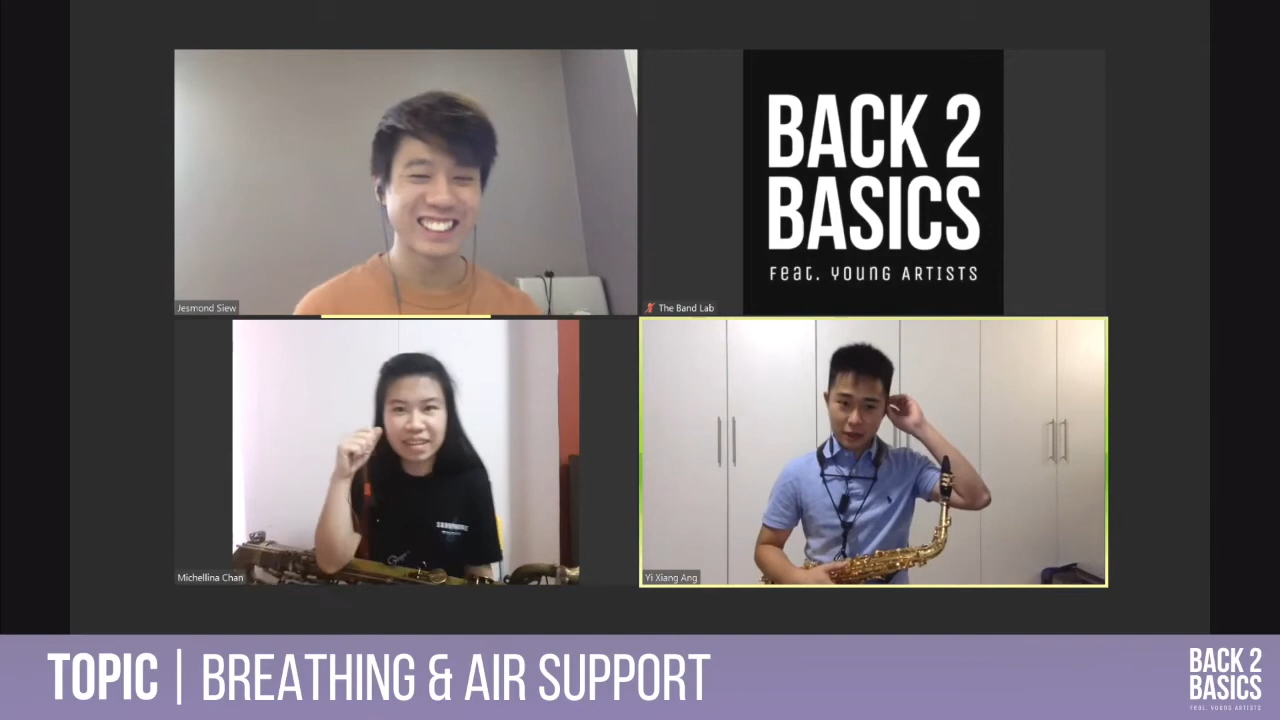 BACK 2
BASICS
Feat. YOUNG ARTISTS
Jesmond Siew
The Band Lab
Michellina Chan
Yi Xiang Ang
TOPIC | BREATHING & AIR SUPPORT
BACK 2
BASICS
Feat. YOUNG ARTISTS